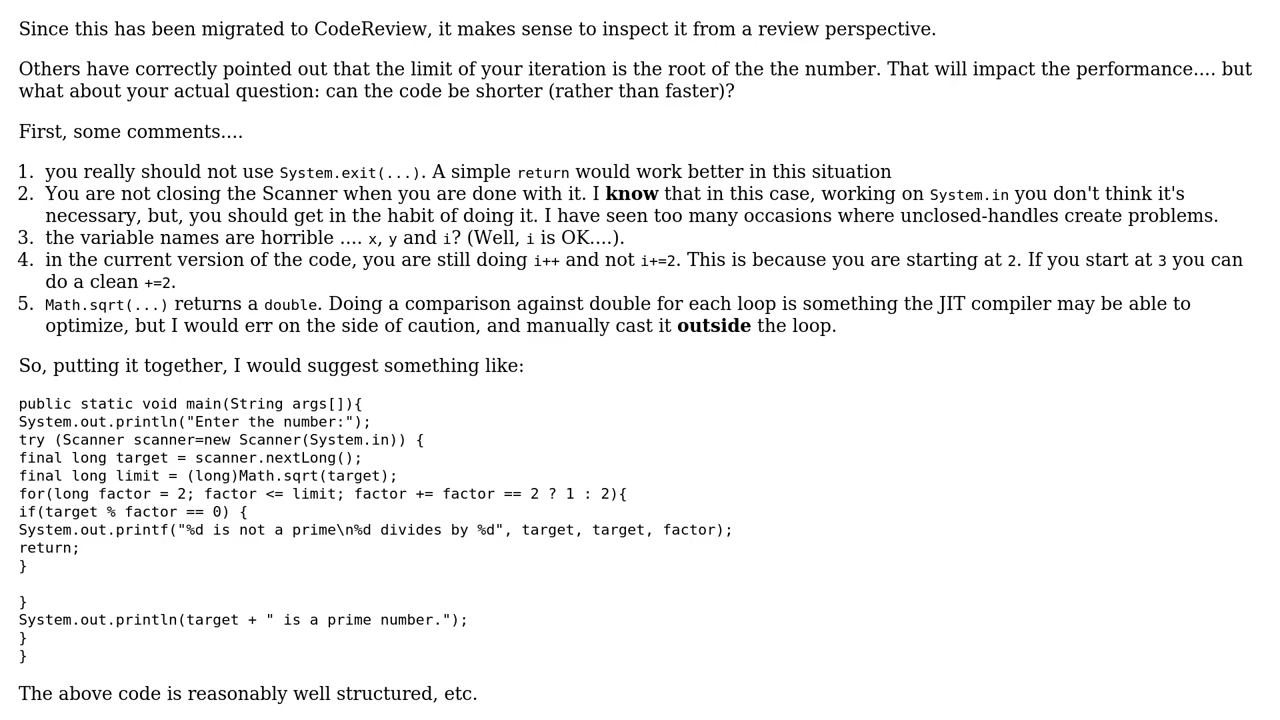 Since this has been migrated to CodeReview, it makes sense to inspect it from a review perspective.
Others have correctly pointed out that the limit of your iteration is the root of the the number. That will impact the performance.... but
what about your actual question: can the code be shorter (rather than faster)?
First, some comments....
1. you really should not use System.exit(...). A simple return would work better in this situation
2. You are not closing the Scanner when you are done with it. I know that in this case, working on System.in you don't think it's
necessary, but, you should get in the habit of doing it. I have seen too many occasions where unclosed-handles create problems.
3. the variable names are horrible .... x, y and i? (Well, i is OK....).
4. in the current version of the code, you are still doing i++ and not i+=2. This is because you are starting at 2. If you start at 3 you can
do a clean +=2.
5. Math.sqrt(...) returns a double. Doing a comparison against double for each loop is something the JIT compiler may be able to
optimize, but I would err on the side of caution, and manually cast it outside the loop.
So, putting it together, I would suggest something like:
public static void main(String args[]){
System.out.println("Enter the number:");
try (Scanner scanner=new Scanner(System.in)) {
final long target = scanner.nextLong();
final long limit = (long)Math.sqrt(target);
for(long factor = 2; factor <= limit; factor += factor == 2 ? 1 : 2){
if(target % factor == 0) {
System.out.printf("%d is not a prime\n%d divides by %d", target, target, factor);
return;
}
}
System.out.println(target + " is a prime number.");
}
}
The above code is reasonably well structured, etc.